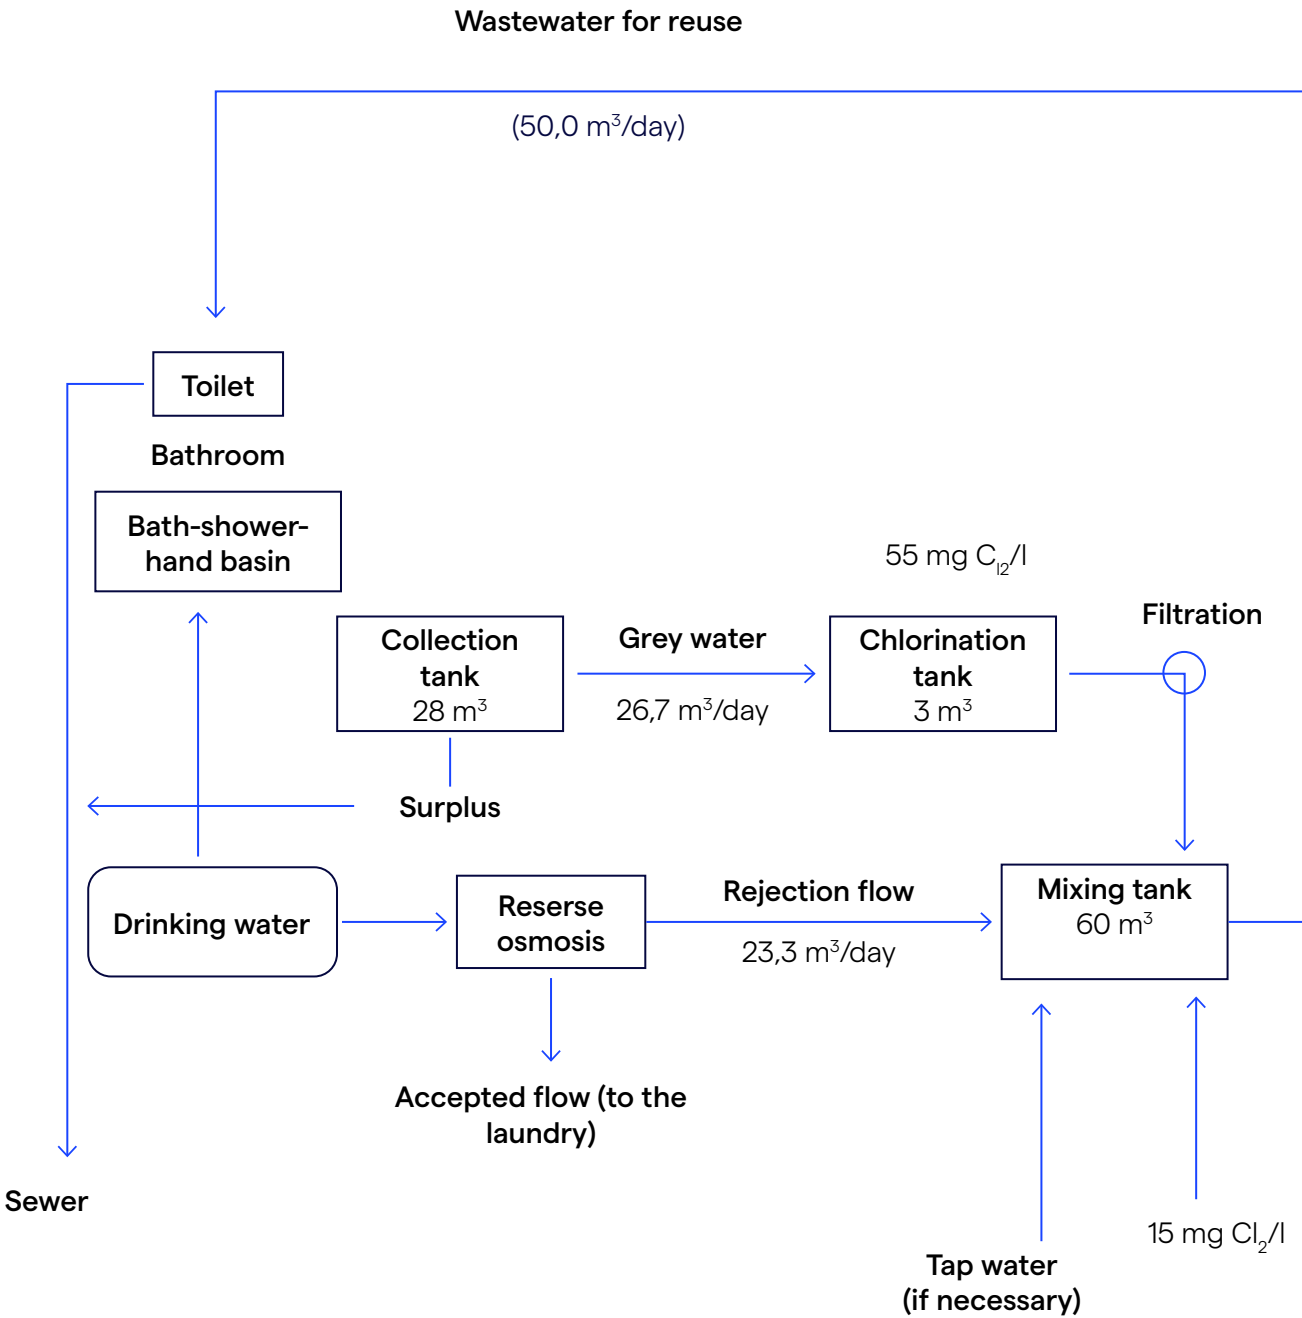 Wastewater for reuse
(50,0 m³/day)
Toilet
Bathroom
Bath-shower-
hand basin
55 mg C₁₂/l
Filtration
Collection
tank
28 m³
Grey water
26,7 m³/day
Chlorination
tank
3 m³
Surplus
Drinking water
Reserse
osmosis
Rejection flow
23,3 m³/day
Mixing tank
60 m³
Accepted flow (to the
laundry)
Sewer
15 mg Cl₂/l
Tap water
(if necessary)